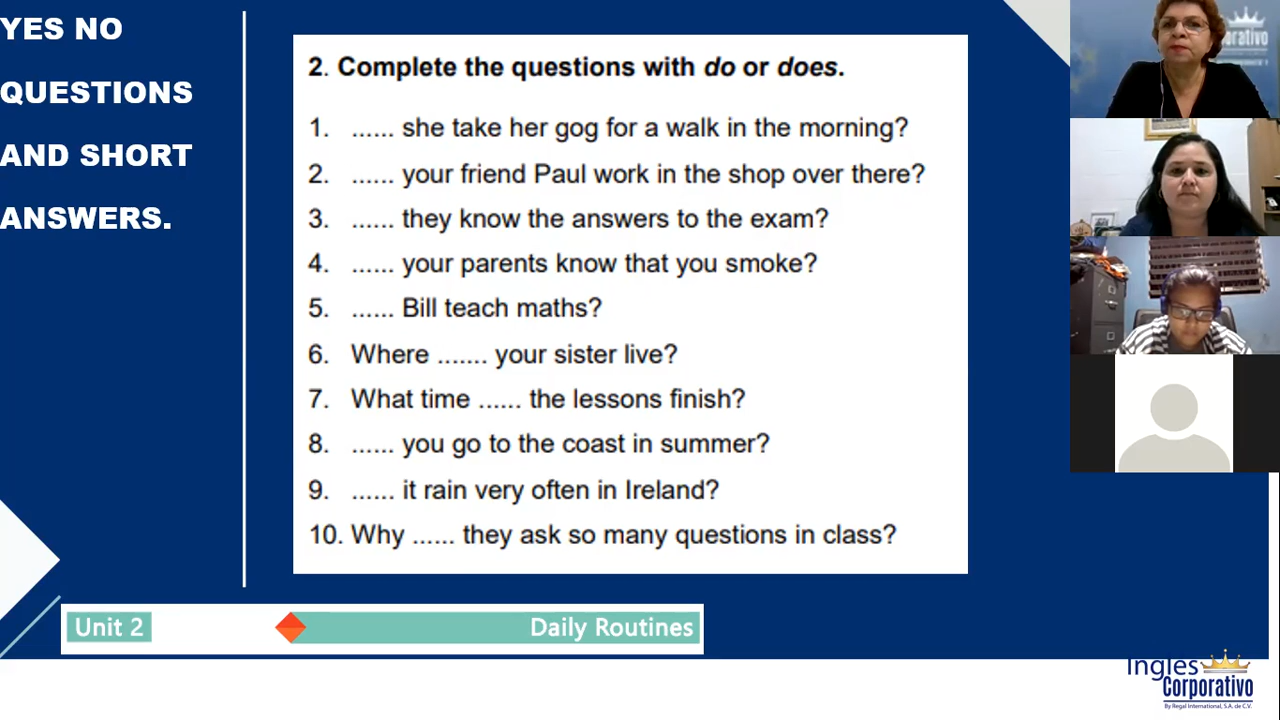 YES NO
QUESTIONS
AND SHORT
ANSWERS.
2. Complete the questions with do or does.
1. ...... she take her gog for a walk in the morning?
2. ...... your friend Paul work in the shop over there?
3. ...... they know the answers to the exam?
4. ...... your parents know that you smoke?
5. ...... Bill teach maths?
6. Where ....... your sister live?
7. What time ...... the lessons finish?
8. ...... you go to the coast in summer?
9. ...... it rain very often in Ireland?
10. Why ...... they ask so many questions in class?
Unit 2
Daily Routines
Ingles
Corporativo
By Regal International, S.A. de C.V.